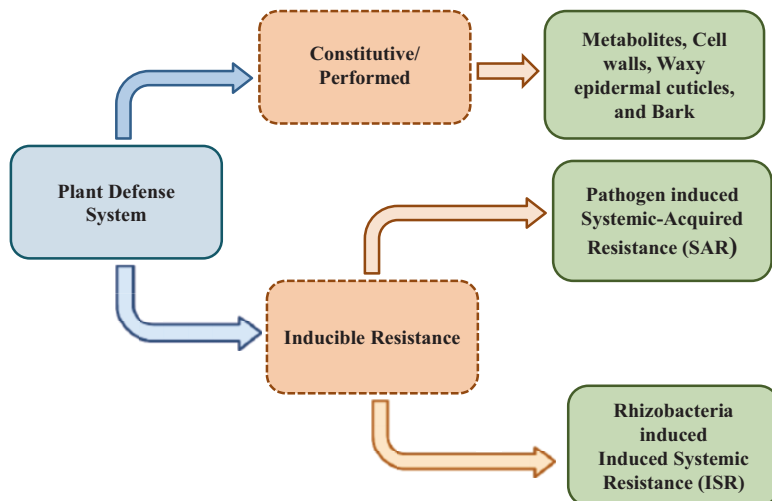 Constitutive/
Performed
Metabolites, Cell
walls, Waxy
epidermal cuticles,
and Bark
Plant Defense
System
Pathogen induced
Systemic-Acquired
Resistance (SAR)
Inducible Resistance
Rhizobacteria
induced
Induced Systemic
Resistance (ISR)